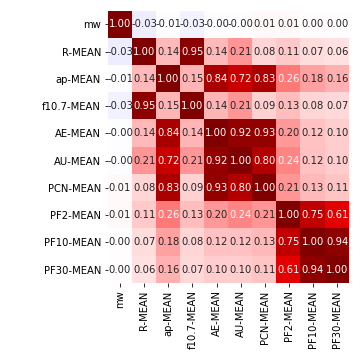 mw 1.00 -0.03 -0.01 -0.03 -0.00 -0.00 0.01 0.01 0.00 0.00
R-MEAN -0.03 1.00 0.14 0.95 0.14 0.21 0.08 0.11 0.07 0.06
ap-MEAN -0.01 0.14 1.00 0.15 0.84 0.72 0.83 0.26 0.18 0.16
f10.7-MEAN -0.03 0.95 0.15 1.00 0.14 0.21 0.09 0.13 0.08 0.07
AE-MEAN -0.00 0.14 0.84 0.14 1.00 0.92 0.93 0.20 0.12 0.10
AU-MEAN -0.00 0.21 0.72 0.21 0.92 1.00 0.80 0.24 0.12 0.10
PCN-MEAN 0.01 0.08 0.83 0.09 0.93 0.80 1.00 0.21 0.13 0.11
PF2-MEAN 0.01 0.11 0.26 0.13 0.20 0.24 0.21 1.00 0.75 0.61
PF10-MEAN 0.00 0.07 0.18 0.08 0.12 0.12 0.13 0.75 1.00 0.94
PF30-MEAN 0.00 0.06 0.16 0.07 0.10 0.10 0.11 0.61 0.94 1.00
mw R-MEAN ap-MEAN f10.7-MEAN AE-MEAN AU-MEAN PCN-MEAN PF2-MEAN PF10-MEAN PF30-MEAN